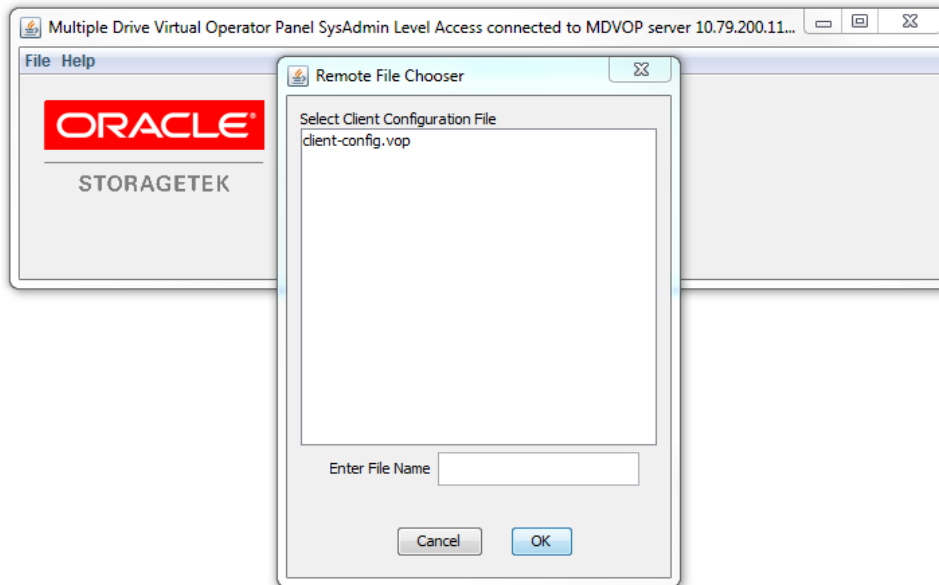 Multiple Drive Virtual Operator Panel SysAdmin Level Access connected to MDVOP server 10.79.200.11...
File Help
Remote File Chooser
ORACLE®
STORAGETEK
Select Client Configuration File
client-config.vop
Enter File Name
Cancel OK